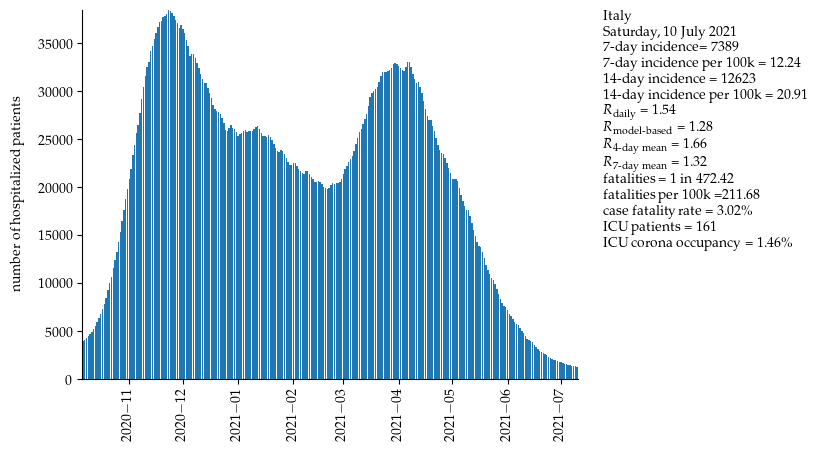 Italy
Saturday, 10 July 2021
7-day incidence= 7389
7-day incidence per 100k = 12.24
14-day incidence = 12623
14-day incidence per 100k = 20.91
R daily = 1.54
R model-based = 1.28
R 4-day mean = 1.66
R 7-day mean = 1.32
fatalities = 1 in 472.42
fatalities per 100k =211.68
case fatality rate = 3.02%
ICU patients = 161
ICU corona occupancy = 1.46%
number of hospitalized patients
35000
30000
25000
20000
15000
10000
5000
0
2020−11
2020−12
2021−01
2021−02
2021−03
2021−04
2021−05
2021−06
2021−07